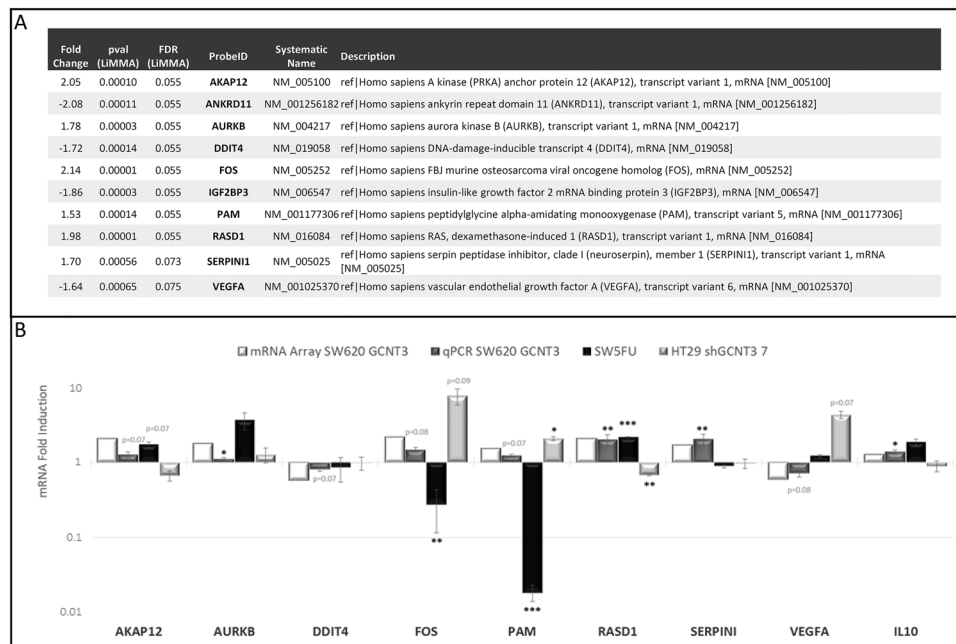 A
Fold Change pval (LiMMA) FDR (LiMMA) ProbeID Systematic Name Description
2.05 0.00010 0.055 AKAP12 NM_005100 ref|Homo sapiens A kinase (PRKA) anchor protein 12 (AKAP12), transcript variant 1, mRNA [NM_005100]
-2.08 0.00011 0.055 ANKRD11 NM_001256182 ref|Homo sapiens ankyrin repeat domain 11 (ANKRD11), transcript variant 1, mRNA [NM_001256182]
1.78 0.00003 0.055 AURKB NM_004217 ref|Homo sapiens aurora kinase B (AURKB), transcript variant 1, mRNA [NM_004217]
-1.72 0.00014 0.055 DDIT4 NM_019058 ref|Homo sapiens DNA-damage-inducible transcript 4 (DDIT4), mRNA [NM_019058]
2.14 0.00001 0.055 FOS NM_005252 ref|Homo sapiens FBJ murine osteosarcoma viral oncogene homolog (FOS), mRNA [NM_005252]
-1.86 0.00003 0.055 IGF2BP3 NM_006547 ref|Homo sapiens insulin-like growth factor 2 mRNA binding protein 3 (IGF2BP3), mRNA [NM_006547]
1.53 0.00014 0.055 PAM NM_001177306 ref|Homo sapiens peptidylglycine alpha-amidating monooxygenase (PAM), transcript variant 5, mRNA [NM_001177306]
1.98 0.00001 0.055 RASD1 NM_016084 ref|Homo sapiens RAS, dexamethasone-induced 1 (RASD1), transcript variant 1, mRNA [NM_016084]
1.70 0.00056 0.073 SERPINI1 NM_005025 ref|Homo sapiens serpin peptidase inhibitor, clade I (neuroserpin), member 1 (SERPINI1), transcript variant 1, mRNA
[NM_005025]
-1.64 0.00065 0.075 VEGFA NM_001025370 ref|Homo sapiens vascular endothelial growth factor A (VEGFA), transcript variant 6, mRNA [NM_001025370]
B
mRNA Array SW620 GCNT3 qPCR SW620 GCNT3 SW5FU HT29 shGCNT3 7
mRNA Fold Induction
10
1
0.1
0.01
p=0.07 p=0.07
*
p=0.07
p=0.08 ** p=0.09
p=0.07 *** *
** *** **
**
p=0.08 p=0.07
*
AKAP12 AURKB DDIT4 FOS PAM RASD1 SERPINI VEGFA IL10